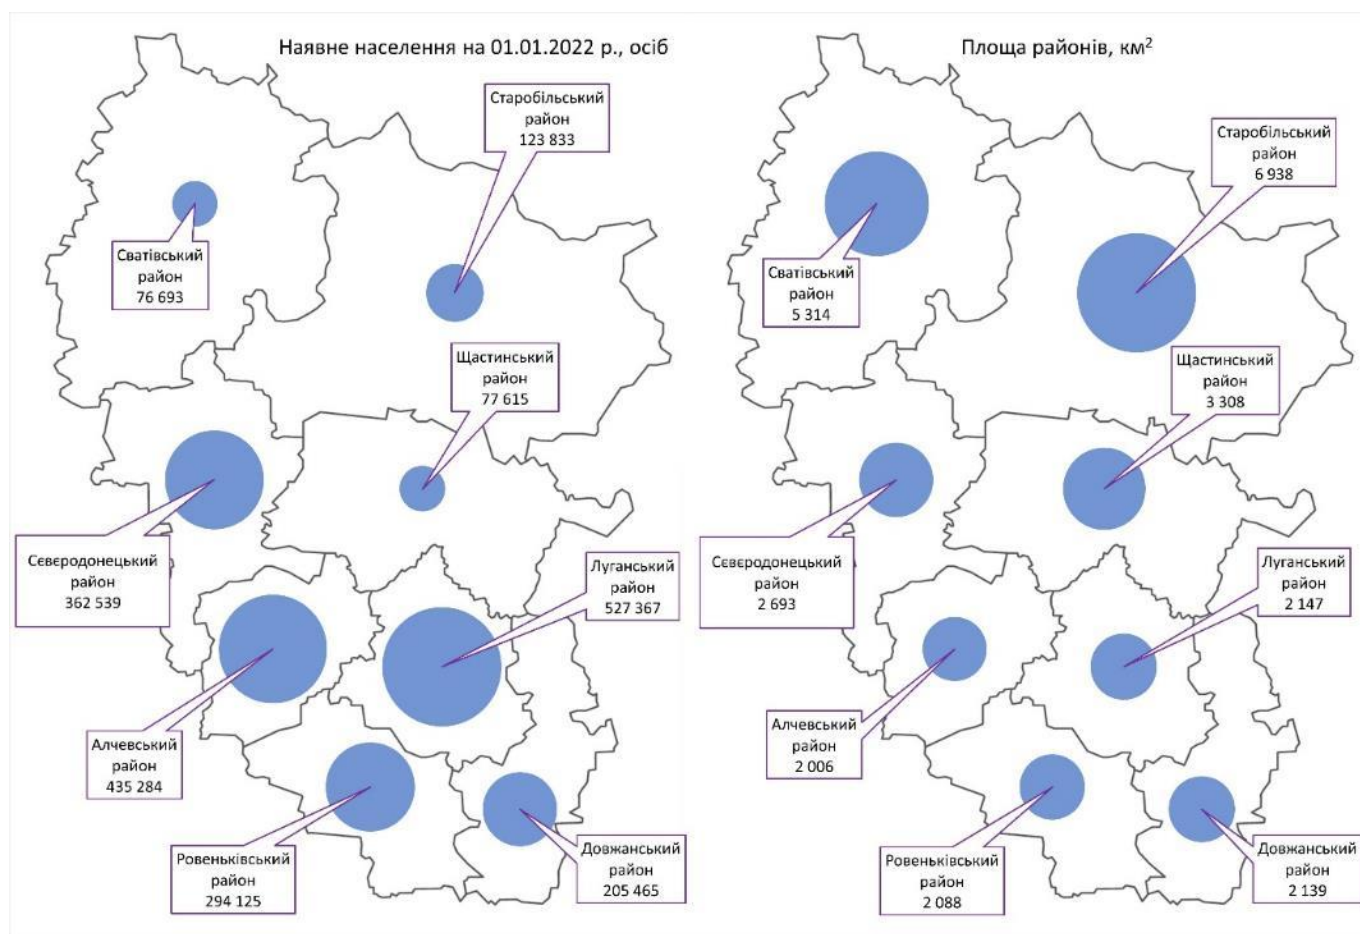 Наявне населення на 01.01.2022 р., осіб
Старобільський
район
123 833
Сватівський
район
76 693
Щастинський
район
77 615
Сєвєродонецький
район
362 539
Луганський
район
527 367
Алчевський
район
435 284
Ровеньківський
район
294 125
Довжанський
район
205 465
Площа районів, км²
Старобільський
район
6 938
Сватівський
район
5 314
Щастинський
район
3 308
Сєвєродонецький
район
2 693
Луганський
район
2 147
Алчевський
район
2 006
Ровеньківський
район
2 088
Довжанський
район
2 139